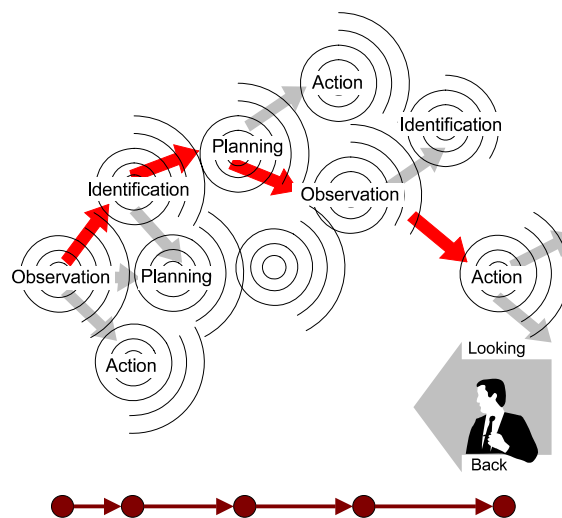 Action
Identification
Planning
Identification
Observation
Observation
Planning
Action
Action
Looking
Back